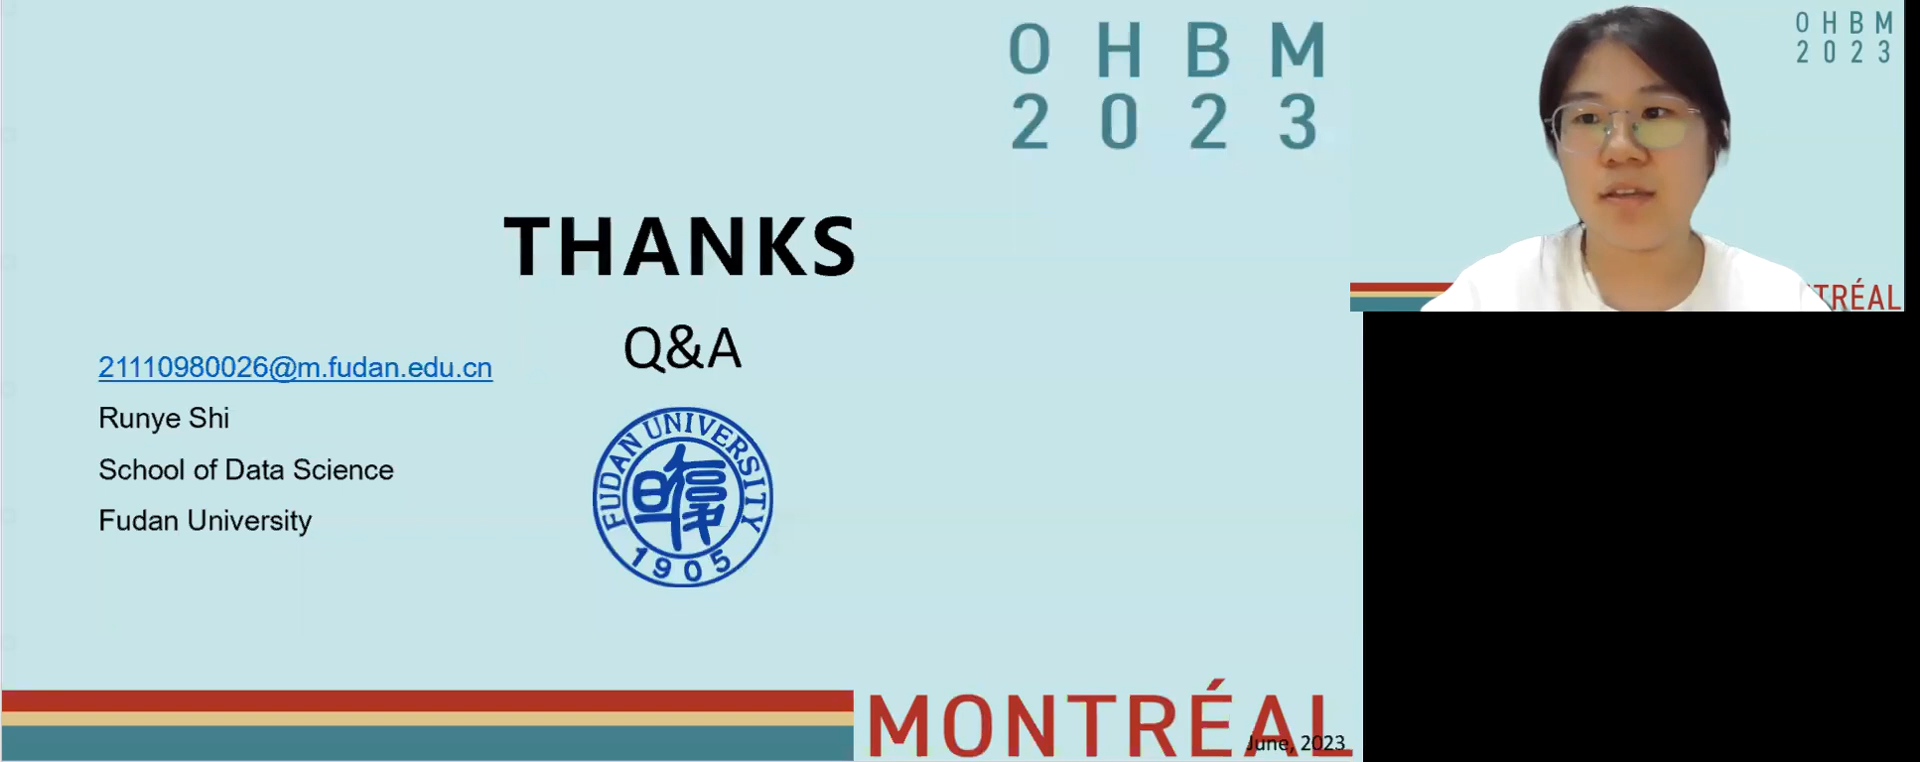 O H B M
2 0 2 3
THANKS
Q&A
21110980026@m.fudan.edu.cn
Runye Shi
School of Data Science
Fudan University
FUDAN UNIVERSITY
1905
MONTRÉAL
June, 2023
O H B M
2 0 2 3
TRÉAL